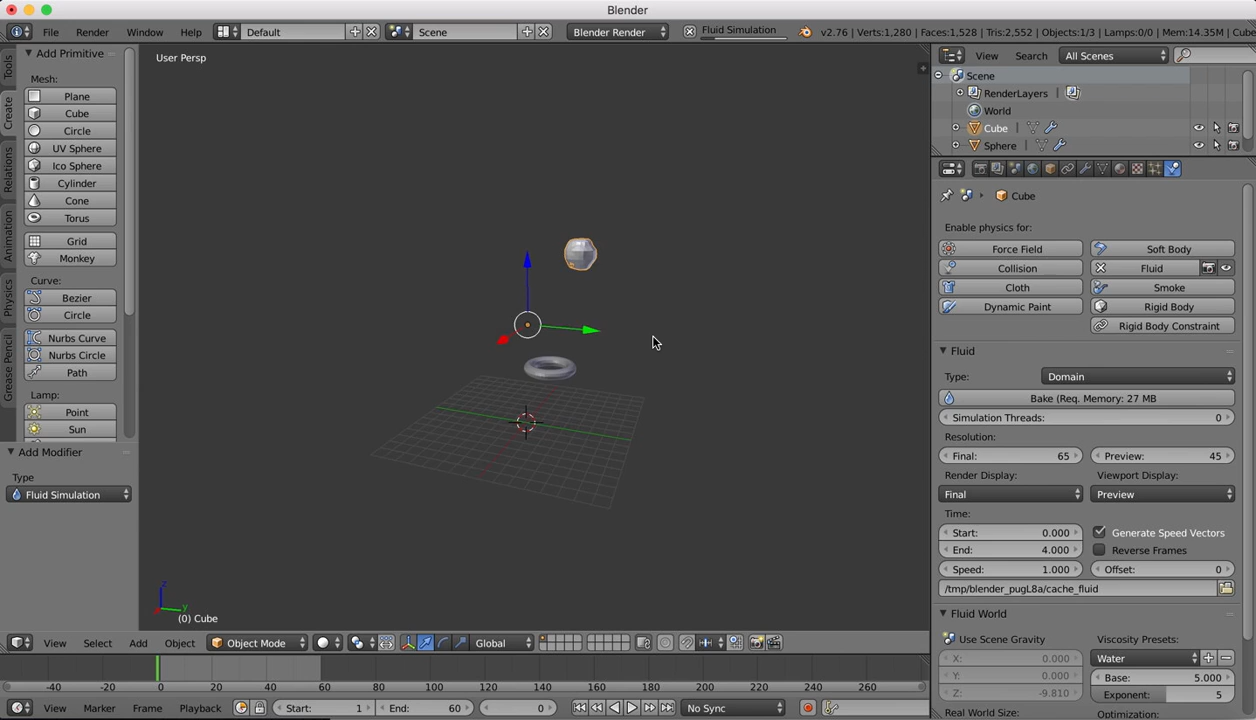 Blender
File Render Window Help Default Scene Blender Render Fluid Simulation v2.76 | Verts:1,280 | Faces:1,528 | Tris:2,552 | Objects:1/3 | Lamps:0/0 | Mem:14.35M | Cube
Tools
Create
Relations
Animation
Physics
Grease Pencil
Add Primitive
Mesh:
Plane
Cube
Circle
UV Sphere
Ico Sphere
Cylinder
Cone
Torus
Grid
Monkey
Curve:
Bezier
Circle
Nurbs Curve
Nurbs Circle
Path
Lamp:
Point
Sun
Add Modifier
Type
Fluid Simulation
User Persp
z
y
(0) Cube
View Select Add Object Object Mode Global
-40 -20 0 20 40 60 80 100 120 140 160 180 200 220 240 260
View Marker Frame Playback Start: 1 End: 60 0 No Sync
View Search All Scenes
Scene
RenderLayers |
World
Cube |
Sphere |
Cube
Enable physics for:
Force Field Soft Body
Collision Fluid
Cloth Smoke
Dynamic Paint Rigid Body
Rigid Body Constraint
Fluid
Type: Domain
Bake (Req. Memory: 27 MB
Simulation Threads: 0
Resolution:
Final: 65 Preview: 45
Render Display: Viewport Display:
Final Preview
Time:
Start: 0.000 Generate Speed Vectors
End: 4.000 Reverse Frames
Speed: 1.000 Offset: 0
/tmp/blender_pugL8a/cache_fluid
Fluid World
Use Scene Gravity Viscosity Presets:
X: 0.000 Water
Y: 0.000 Base: 5.000
Z: -9.810 Exponent: 5
Real World Size: Optimization: